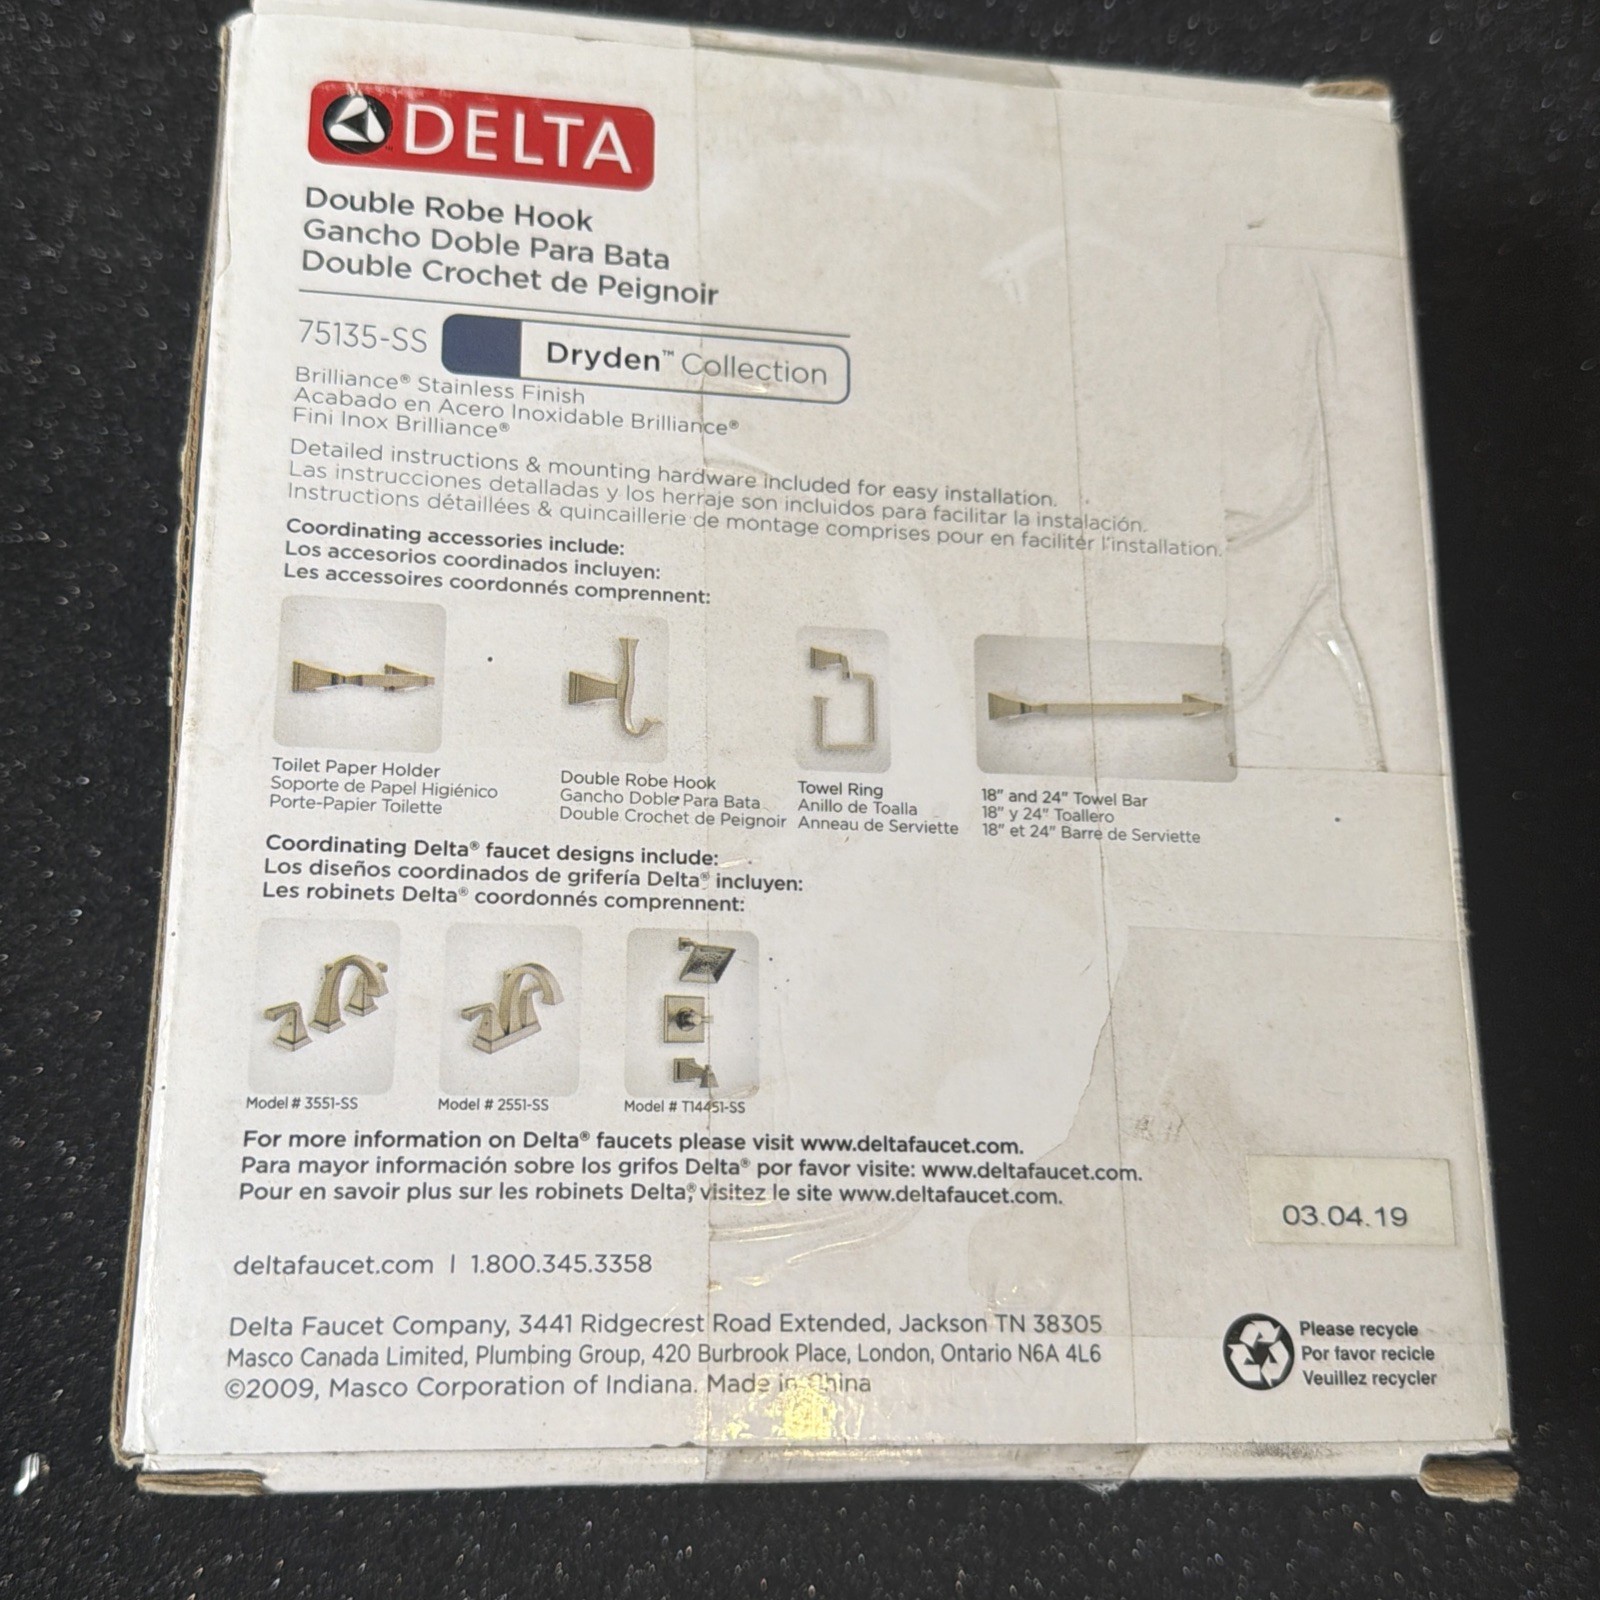 DELTA
Double Robe Hook
Gancho Doble Para Bata
Double Crochet de Peignoir
75135-SS
Dryden™ Collection
Brilliance® Stainless Finish
Acabado en Acero Inoxidable Brilliance®
Fini Inox Brilliance®
Detailed instructions & mounting hardware included for easy installation.
Las instrucciones detalladas y los herraje son incluidos para facilitar la instalación.
Instructions détaillées & quincaillerie de montage comprises pour en faciliter l'installation.
Coordinating accessories include:
Los accesorios coordinados incluyen:
Les accessoires coordonnés comprennent:
Toilet Paper Holder
Soporte de Papel Higiénico
Porte-Papier Toilette
Double Robe Hook
Gancho Doble Para Bata
Double Crochet de Peignoir
Towel Ring
Anillo de Toalla
Anneau de Serviette
18" and 24" Towel Bar
18" y 24" Toallero
18" et 24" Barre de Serviette
Coordinating Delta® faucet designs include:
Los diseños coordinados de grifería Delta® incluyen:
Les robinets Delta® coordonnés comprennent:
Model # 3551-SS
Model # 2551-SS
Model # T14451-SS
For more information on Delta® faucets please visit www.deltafaucet.com.
Para mayor información sobre los grifos Delta® por favor visite: www.deltafaucet.com.
Pour en savoir plus sur les robinets Delta®, visitez le site www.deltafaucet.com.
03.04.19
deltafaucet.com | 1.800.345.3358
Delta Faucet Company, 3441 Ridgecrest Road Extended, Jackson TN 38305
Masco Canada Limited, Plumbing Group, 420 Burbrook Place, London, Ontario N6A 4L6
©2009, Masco Corporation of Indiana. Made in China
Please recycle
Por favor recicle
Veuillez recycler